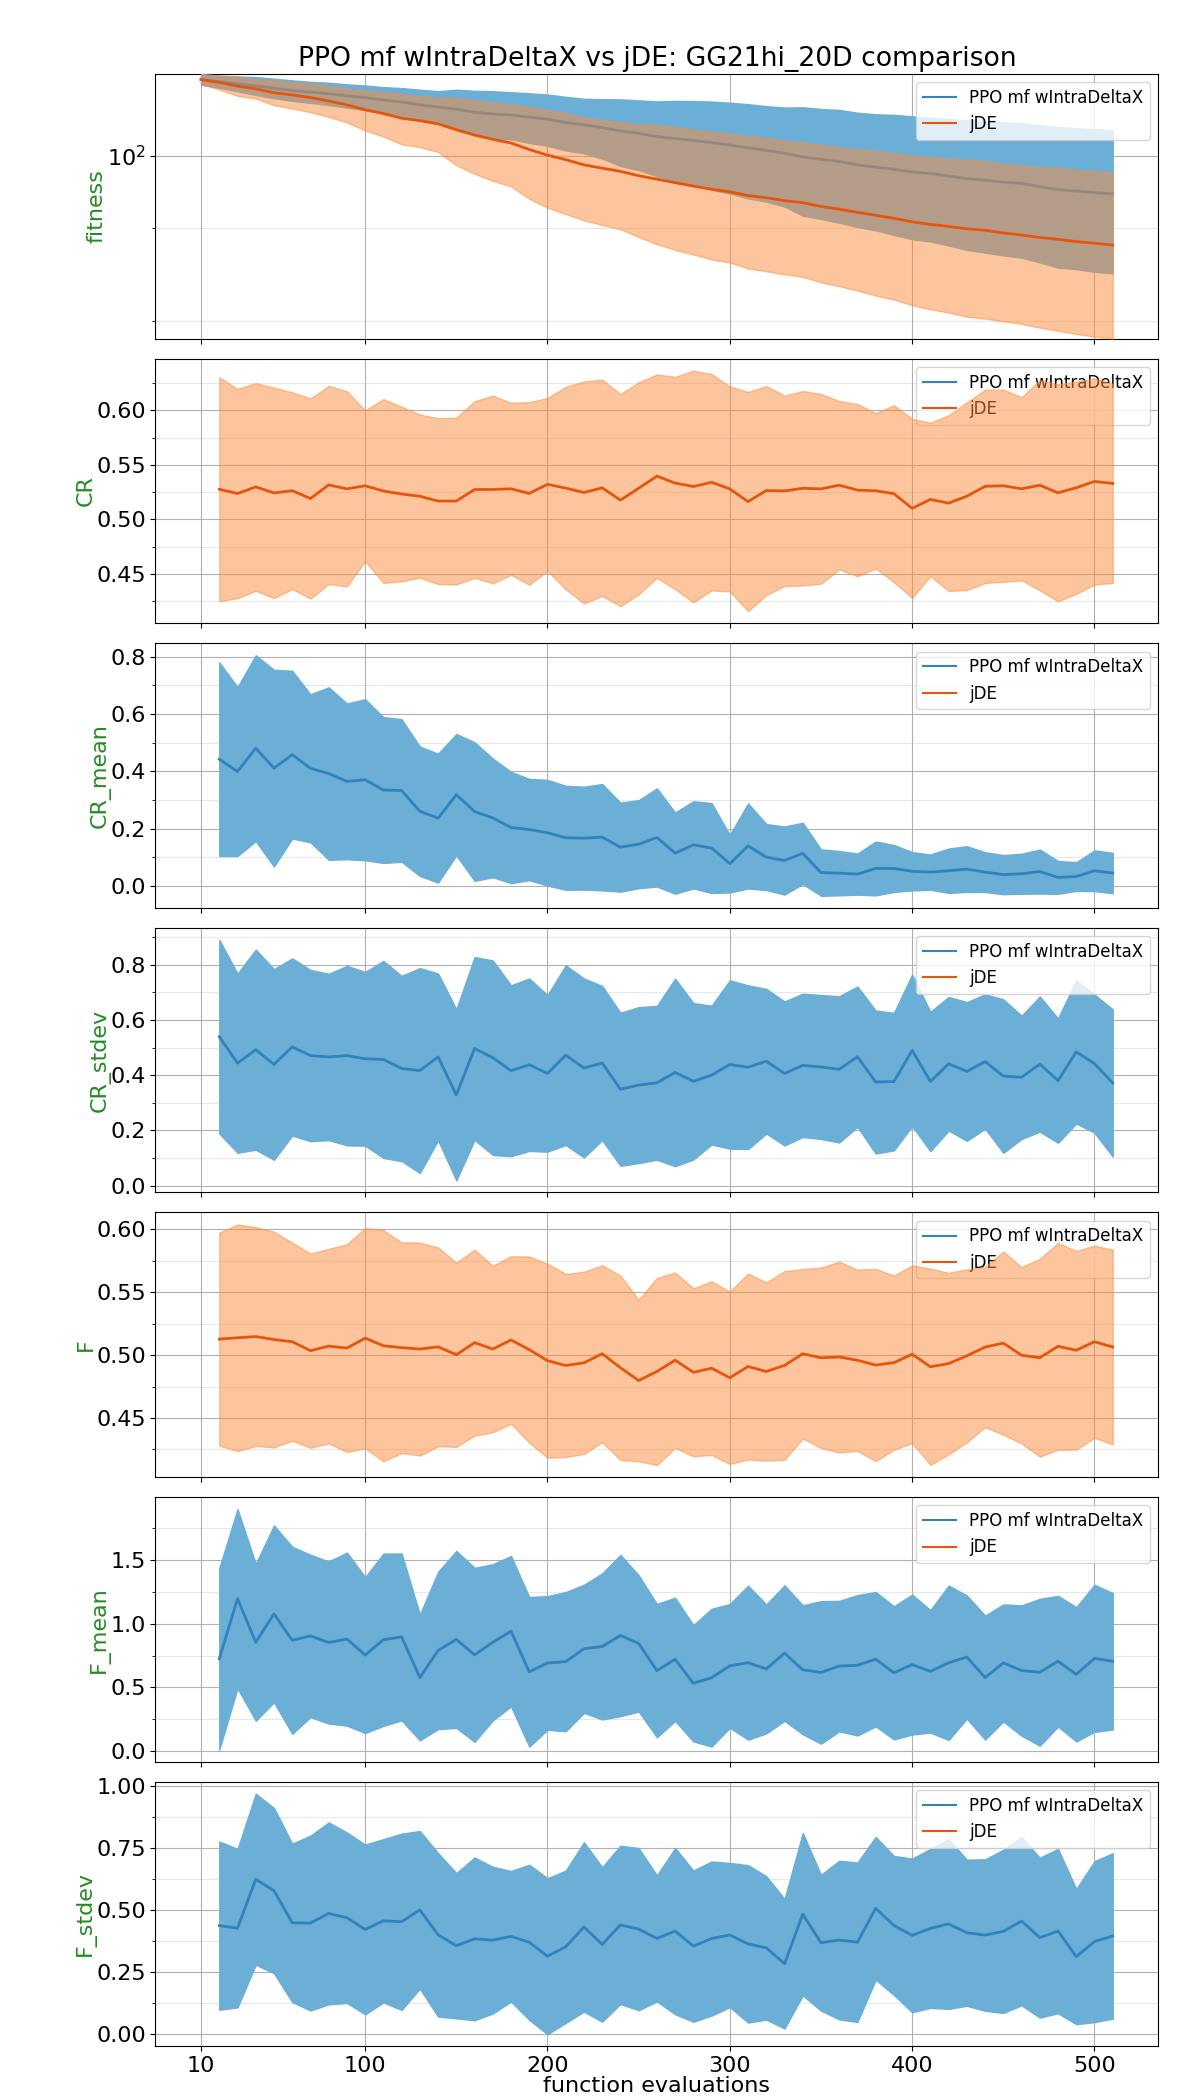 PPO mf wIntraDeltaX vs jDE: GG21hi_20D comparison
PPO mf wIntraDeltaX
jDE
10²
fitness
PPO mf wIntraDeltaX
jDE
0.60
0.55
0.50
0.45
CR
PPO mf wIntraDeltaX
jDE
0.8
0.6
0.4
0.2
0.0
CR_mean
PPO mf wIntraDeltaX
jDE
0.8
0.6
0.4
0.2
0.0
CR_stdev
PPO mf wIntraDeltaX
jDE
0.60
0.55
0.50
0.45
F
PPO mf wIntraDeltaX
jDE
1.5
1.0
0.5
0.0
F_mean
PPO mf wIntraDeltaX
jDE
1.00
0.75
0.50
0.25
0.00
F_stdev
10 100 200 300 400 500
function evaluations